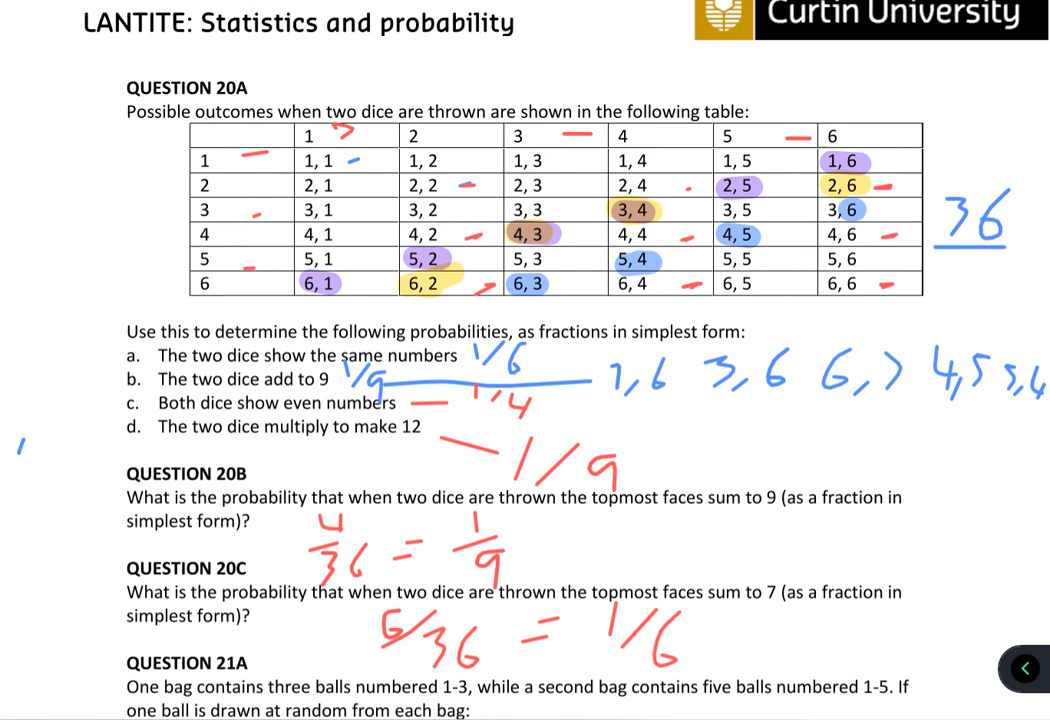 LANTITE: Statistics and probability
Curtin University
QUESTION 20A
Possible outcomes when two dice are thrown are shown in the following table:
1 2 3 4 5 6
1 1, 1 1, 2 1, 3 1, 4 1, 5 1, 6
2 2, 1 2, 2 2, 3 2, 4 2, 5 2, 6
3 3, 1 3, 2 3, 3 3, 4 3, 5 3, 6
4 4, 1 4, 2 4, 3 4, 4 4, 5 4, 6
5 5, 1 5, 2 5, 3 5, 4 5, 5 5, 6
6 6, 1 6, 2 6, 3 6, 4 6, 5 6, 6
36
Use this to determine the following probabilities, as fractions in simplest form:
a. The two dice show the same numbers 1/6
b. The two dice add to 9 1/9 3,6 4,5 5,4
c. Both dice show even numbers 1/4
d. The two dice multiply to make 12 1/9
QUESTION 20B
What is the probability that when two dice are thrown the topmost faces sum to 9 (as a fraction in
simplest form)?
4/36 = 1/9
QUESTION 20C
What is the probability that when two dice are thrown the topmost faces sum to 7 (as a fraction in
simplest form)?
6/36 = 1/6
QUESTION 21A
One bag contains three balls numbered 1-3, while a second bag contains five balls numbered 1-5. If
one ball is drawn at random from each bag: